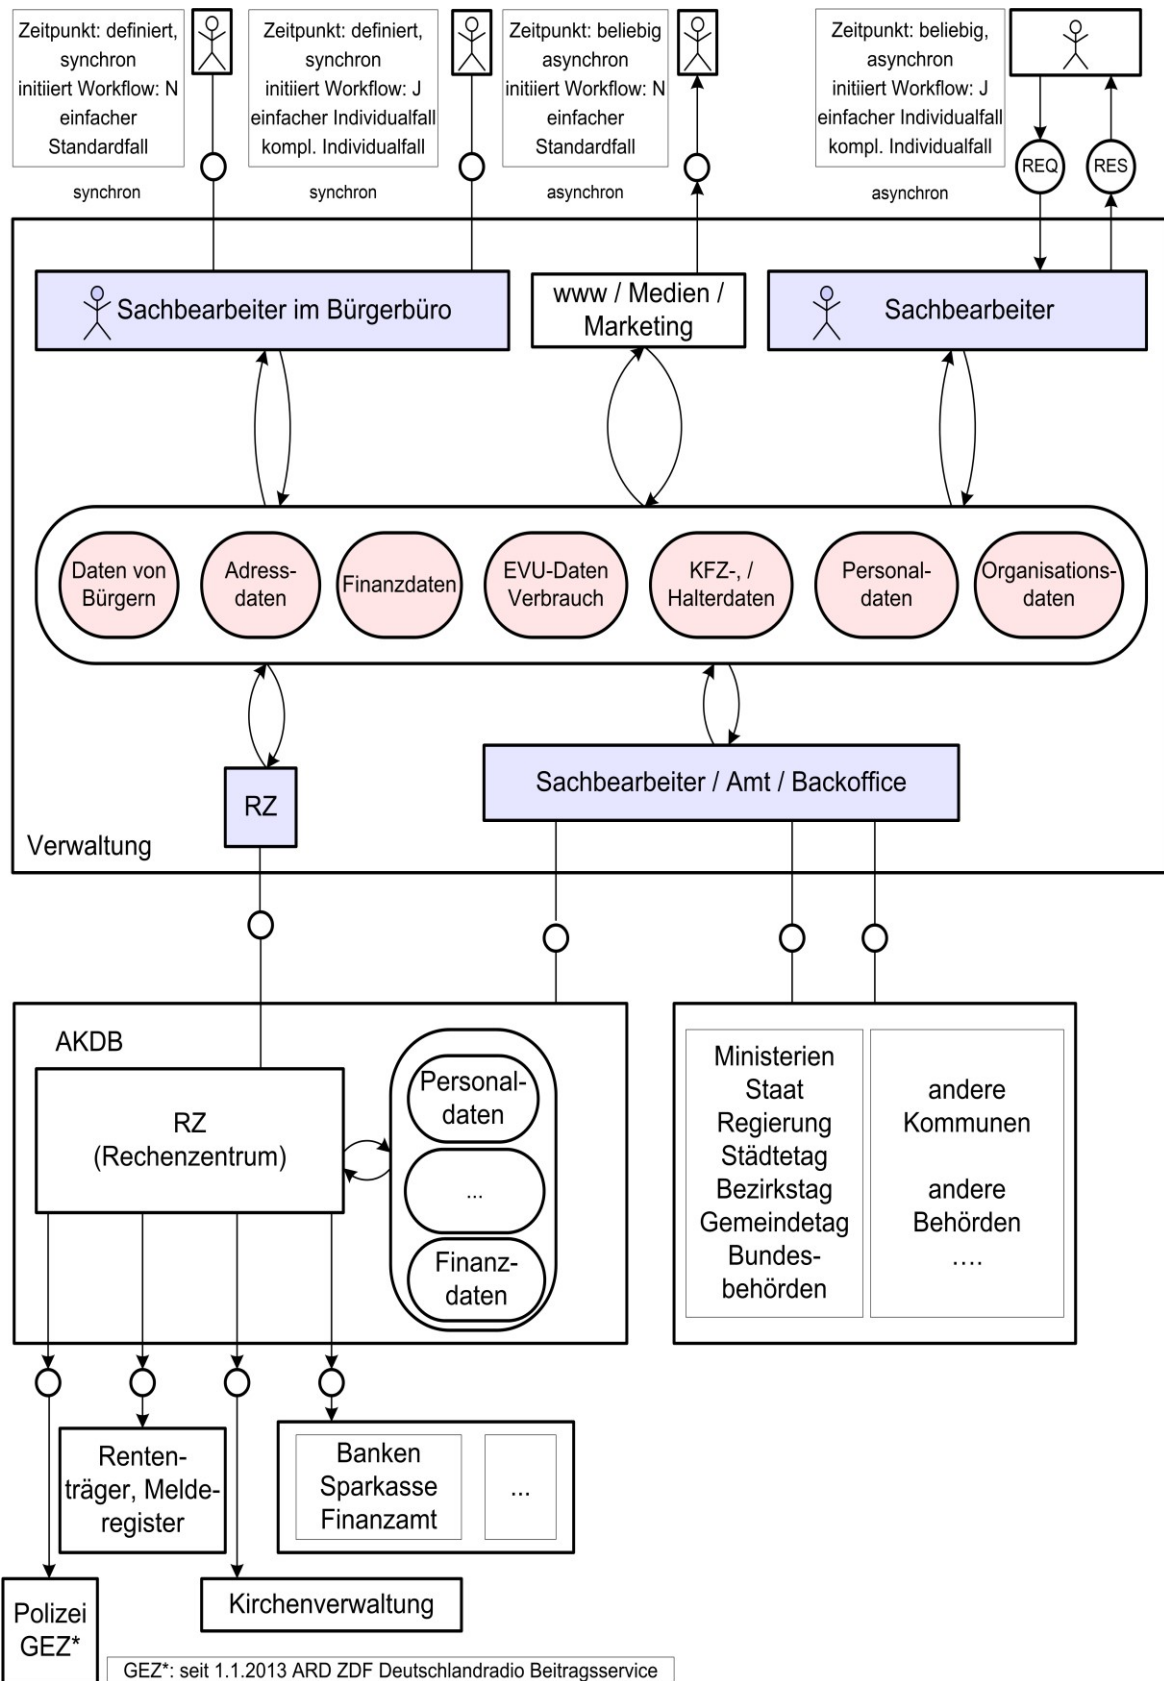 Zeitpunkt: definiert,
synchron
initiiert Workflow: N
einfacher
Standardfall
synchron
Zeitpunkt: definiert,
synchron
initiiert Workflow: J
einfacher Individualfall
kompl. Individualfall
synchron
Zeitpunkt: beliebig
asynchron
initiiert Workflow: N
einfacher
Standardfall
asynchron
Zeitpunkt: beliebig,
asynchron
initiiert Workflow: J
einfacher Individualfall
kompl. Individualfall
asynchron
REQ
RES
Sachbearbeiter im Bürgerbüro
www / Medien /
Marketing
Sachbearbeiter
Daten von
Bürgern
Adress-
daten
Finanzdaten
EVU-Daten
Verbrauch
KFZ-, /
Halterdaten
Personal-
daten
Organisations-
daten
RZ
Sachbearbeiter / Amt / Backoffice
Verwaltung
AKDB
RZ
(Rechenzentrum)
Personal-
daten
...
Finanz-
daten
Ministerien
Staat
Regierung
Städtetag
Bezirkstag
Gemeindetag
Bundes-
behörden
andere
Kommunen
andere
Behörden
....
Renten-
träger, Melde-
register
Banken
Sparkasse
Finanzamt
...
Polizei
GEZ*
Kirchenverwaltung
GEZ*: seit 1.1.2013 ARD ZDF Deutschlandradio Beitragsservice